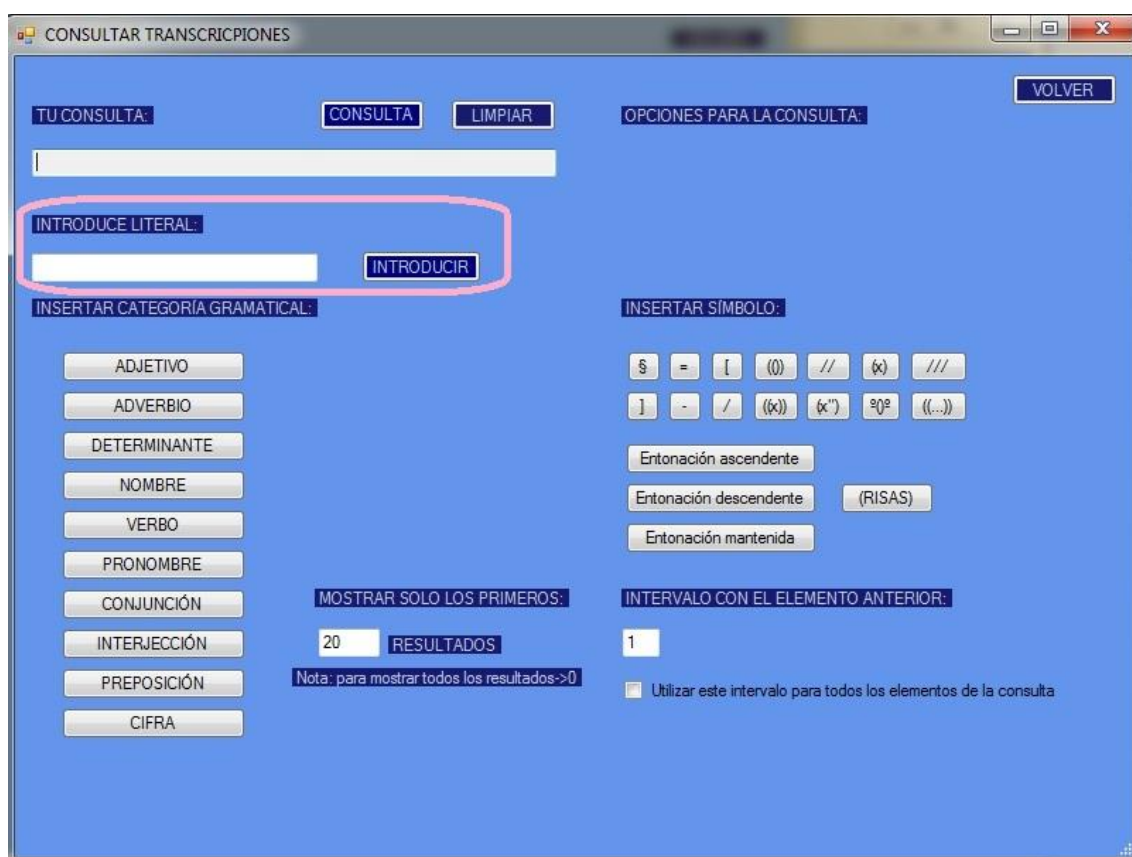 CONSULTAR TRANSCRICPIONES
VOLVER
TU CONSULTA:
CONSULTA
LIMPIAR
OPCIONES PARA LA CONSULTA:
INTRODUCE LITERAL:
INTRODUCIR
INSERTAR CATEGORÍA GRAMATICAL:
ADJETIVO
ADVERBIO
DETERMINANTE
NOMBRE
VERBO
PRONOMBRE
CONJUNCIÓN
INTERJECCIÓN
PREPOSICIÓN
CIFRA
MOSTRAR SOLO LOS PRIMEROS:
20 RESULTADOS
Nota: para mostrar todos los resultados->0
INSERTAR SÍMBOLO:
§ = [ (()) // (x) ///
] - / ((x)) (x'') º()º ((...))
Entonación ascendente
Entonación descendente (RISAS)
Entonación mantenida
INTERVALO CON EL ELEMENTO ANTERIOR:
1
Utilizar este intervalo para todos los elementos de la consulta